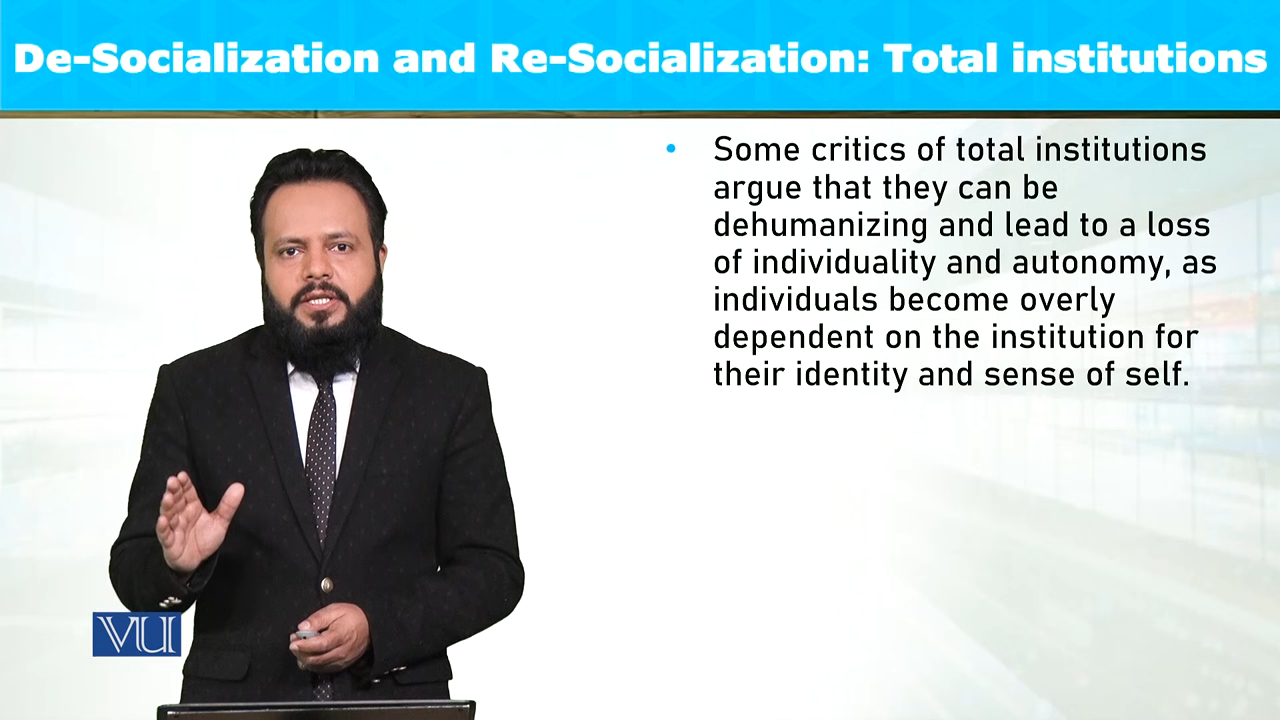 De-Socialization and Re-Socialization: Total institutions
• Some critics of total institutions
argue that they can be
dehumanizing and lead to a loss
of individuality and autonomy, as
individuals become overly
dependent on the institution for
their identity and sense of self.
VU